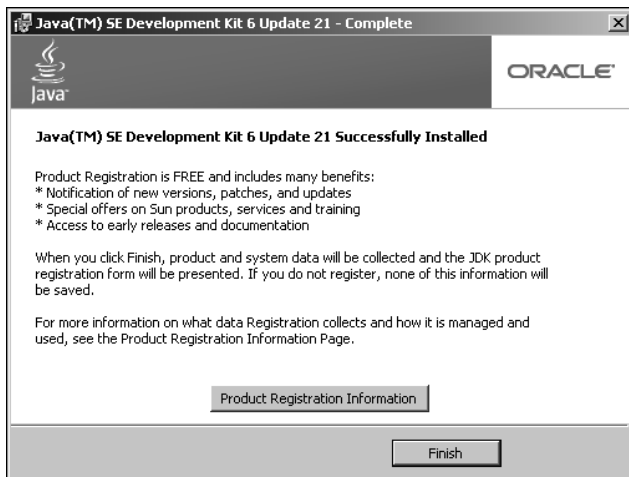 Java(TM) SE Development Kit 6 Update 21 - Complete
Java
ORACLE
Java(TM) SE Development Kit 6 Update 21 Successfully Installed
Product Registration is FREE and includes many benefits:
* Notification of new versions, patches, and updates
* Special offers on Sun products, services and training
* Access to early releases and documentation
When you click Finish, product and system data will be collected and the JDK product
registration form will be presented. If you do not register, none of this information will
be saved.
For more information on what data Registration collects and how it is managed and
used, see the Product Registration Information Page.
Product Registration Information
Finish